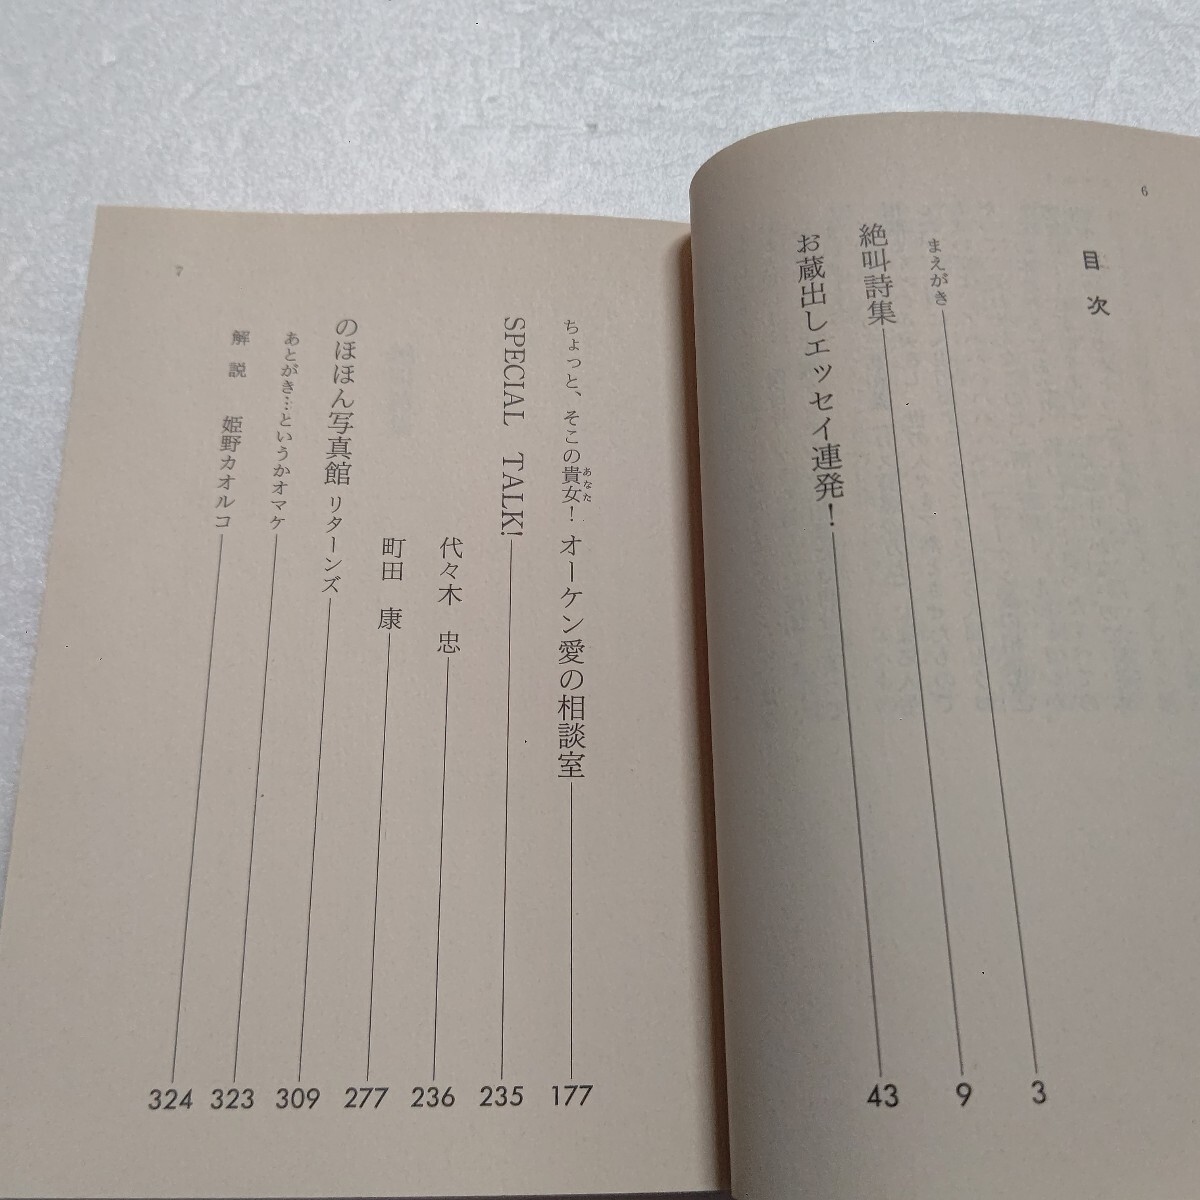 6
目次
まえがき 3
絶叫詩集 9
お蔵出しエッセイ連発！ 43
ちょっと、そこの貴女！オーケン愛の相談室 177
あなた
SPECIAL TALK! 235
代々木 忠 236
町田 康 277
のほほん写真館リターンズ 309
あとがき…というかオマケ 323
解説 姫野カオルコ 324
7